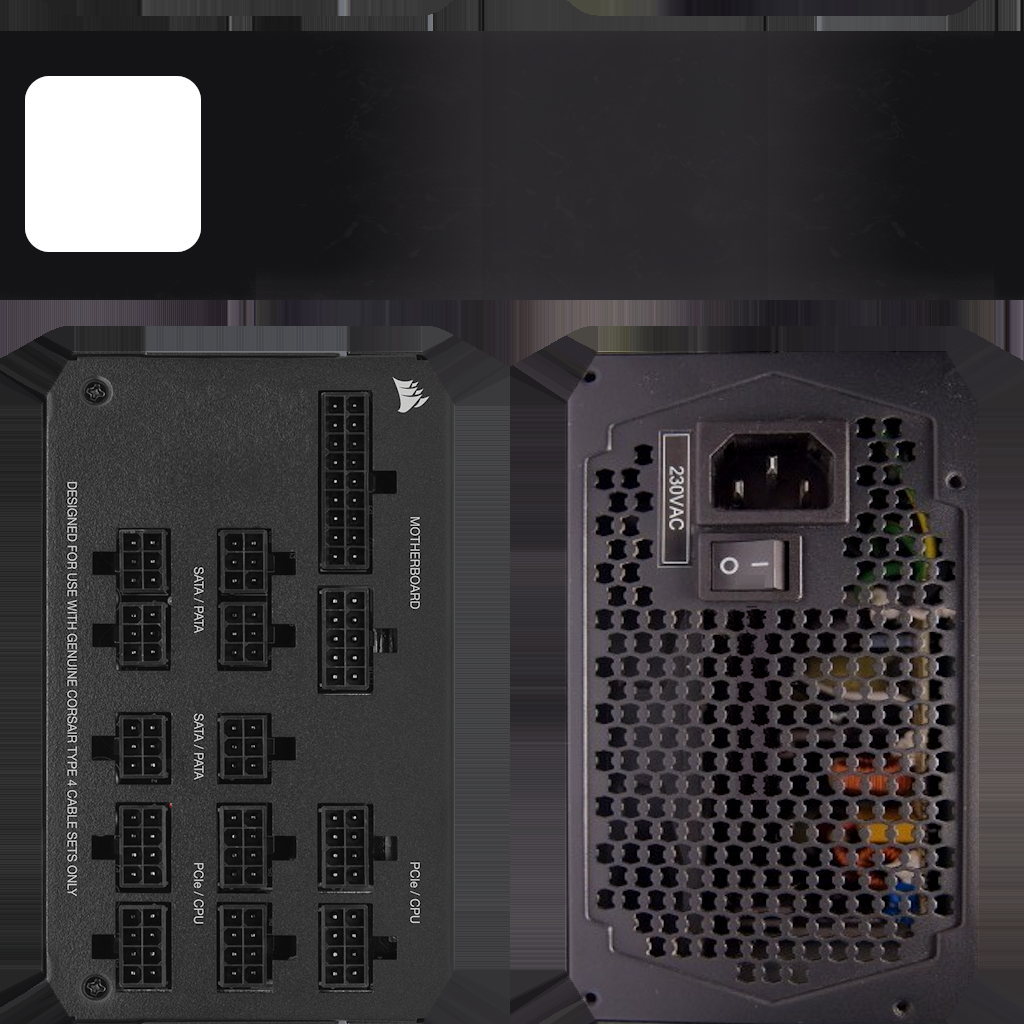 MOTHERBOARD
PCIe / CPU
SATA / PATA
SATA / PATA
PCIe / CPU
DESIGNED FOR USE WITH GENUINE CORSAIR TYPE 4 CABLE SETS ONLY
230VAC